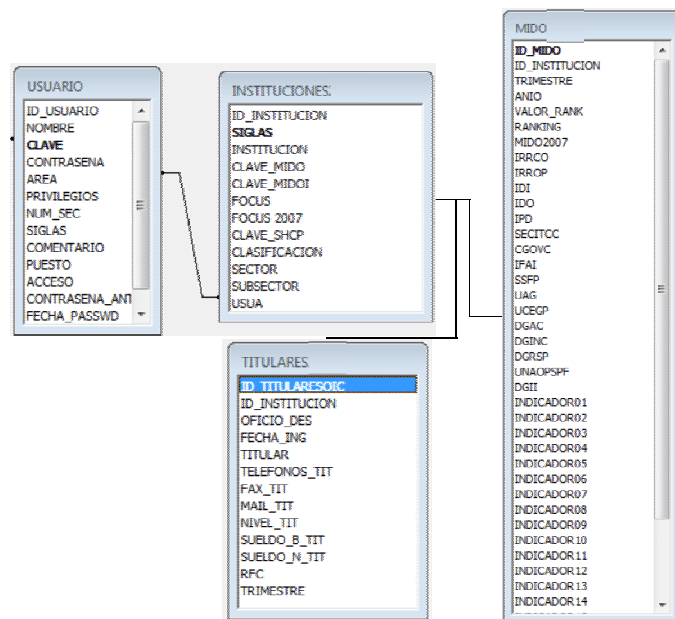 USUARIO
ID_USUARIO
NOMBRE
CLAVE
CONTRASENA
AREA
PRIVILEGIOS
NUM_SEC
SIGLAS
COMENTARIO
PUESTO
ACCESO
CONTRASENA_ANT
FECHA_PASSWD
INSTITUCIONES
ID_INSTITUCION
SIGLAS
INSTITUCION
CLAVE_MIDO
CLAVE_MIDOI
FOCUS
FOCUS 2007
CLAVE_SHCP
CLASIFICACION
SECTOR
SUBSECTOR
USUA
TITULARES
ID_TITULARESOIC
ID_INSTITUCION
OFICIO_DES
FECHA_ING
TITULAR
TELEFONOS_TIT
FAX_TIT
MAIL_TIT
NIVEL_TIT
SUELDO_B_TIT
SUELDO_N_TIT
RFC
TRIMESTRE
MIDO
ID_MIDO
ID_INSTITUCION
TRIMESTRE
ANIO
VALOR_RANK
RANKING
MIDO2007
IRRCO
IRROP
IDI
IDO
IPD
SECITCC
CGOVC
IFAI
SSFP
UAG
UCEGP
DGAC
DGINC
DGRSP
UNAOPSPF
DGII
INDICADOR01
INDICADOR02
INDICADOR03
INDICADOR04
INDICADOR05
INDICADOR06
INDICADOR07
INDICADOR08
INDICADOR09
INDICADOR10
INDICADOR11
INDICADOR12
INDICADOR13
INDICADOR14